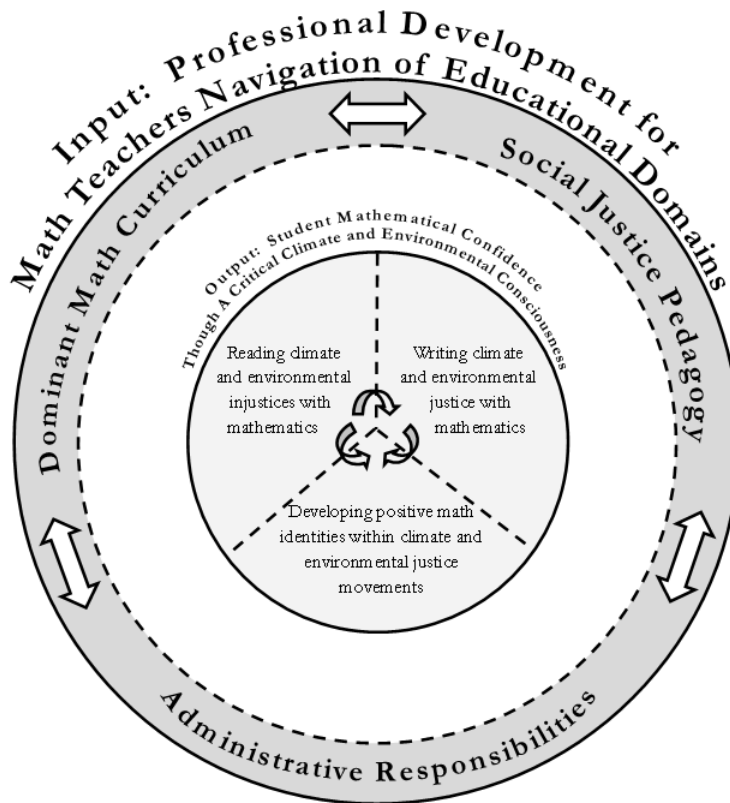 Input: Professional Development for
Math Teachers Navigation of Educational Domains
Dominant Math Curriculum
Social Justice Pedagogy
Output: Student Mathematical Confidence
Though A Critical Climate and Environmental Consciousness
Reading climate
and environmental
injustices with
mathematics
Writing climate
and environmental
justice with
mathematics
Developing positive math
identities within climate and
environmental justice
movements
Administrative Responsibilities